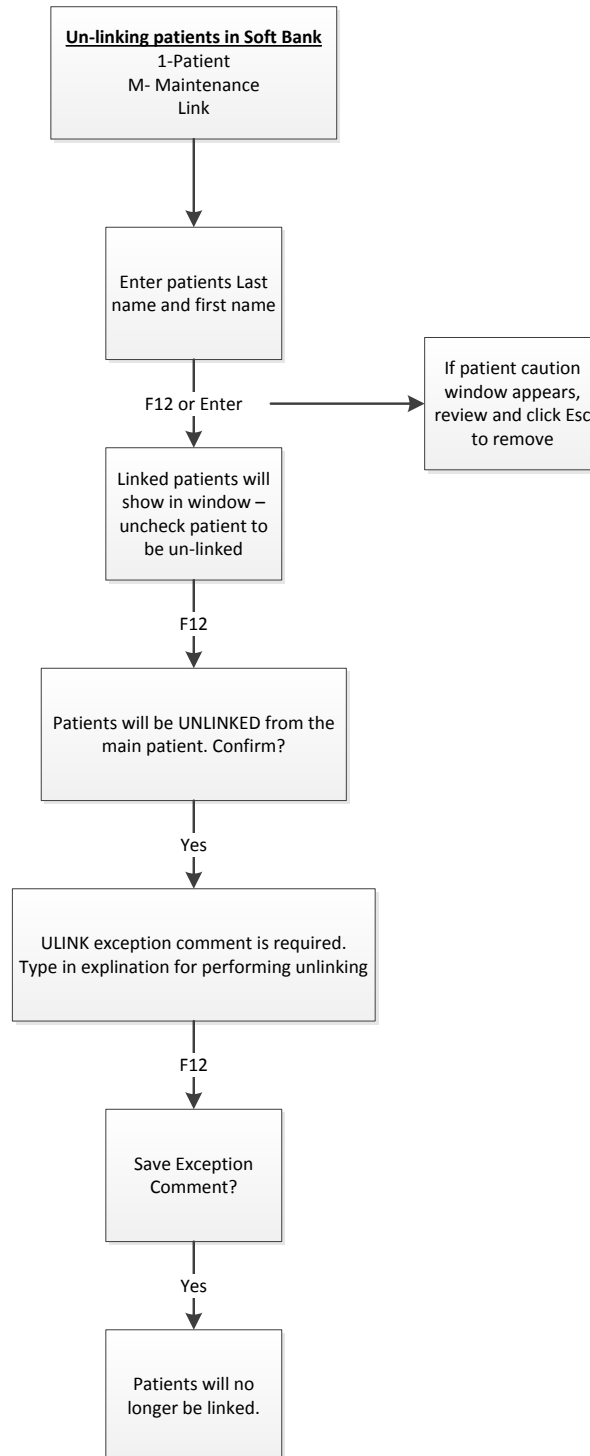 Un-linking patients in Soft Bank
1-Patient
M- Maintenance
Link
Enter patients Last
name and first name
F12 or Enter
If patient caution
window appears,
review and click Esc
to remove
Linked patients will
show in window –
uncheck patient to
be un-linked
F12
Patients will be UNLINKED from the
main patient. Confirm?
Yes
ULINK exception comment is required.
Type in explination for performing unlinking
F12
Save Exception
Comment?
Yes
Patients will no
longer be linked.